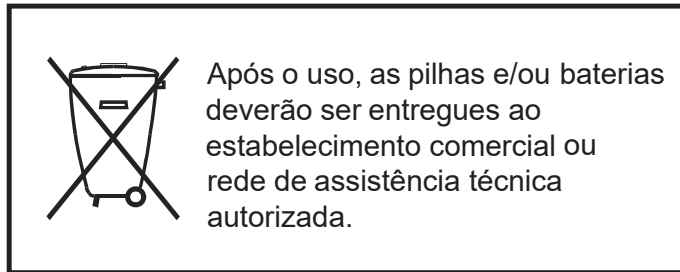 Após o uso, as pilhas e/ou baterias
deverão ser entregues ao
estabelecimento comercial ou
rede de assistência técnica
autorizada.